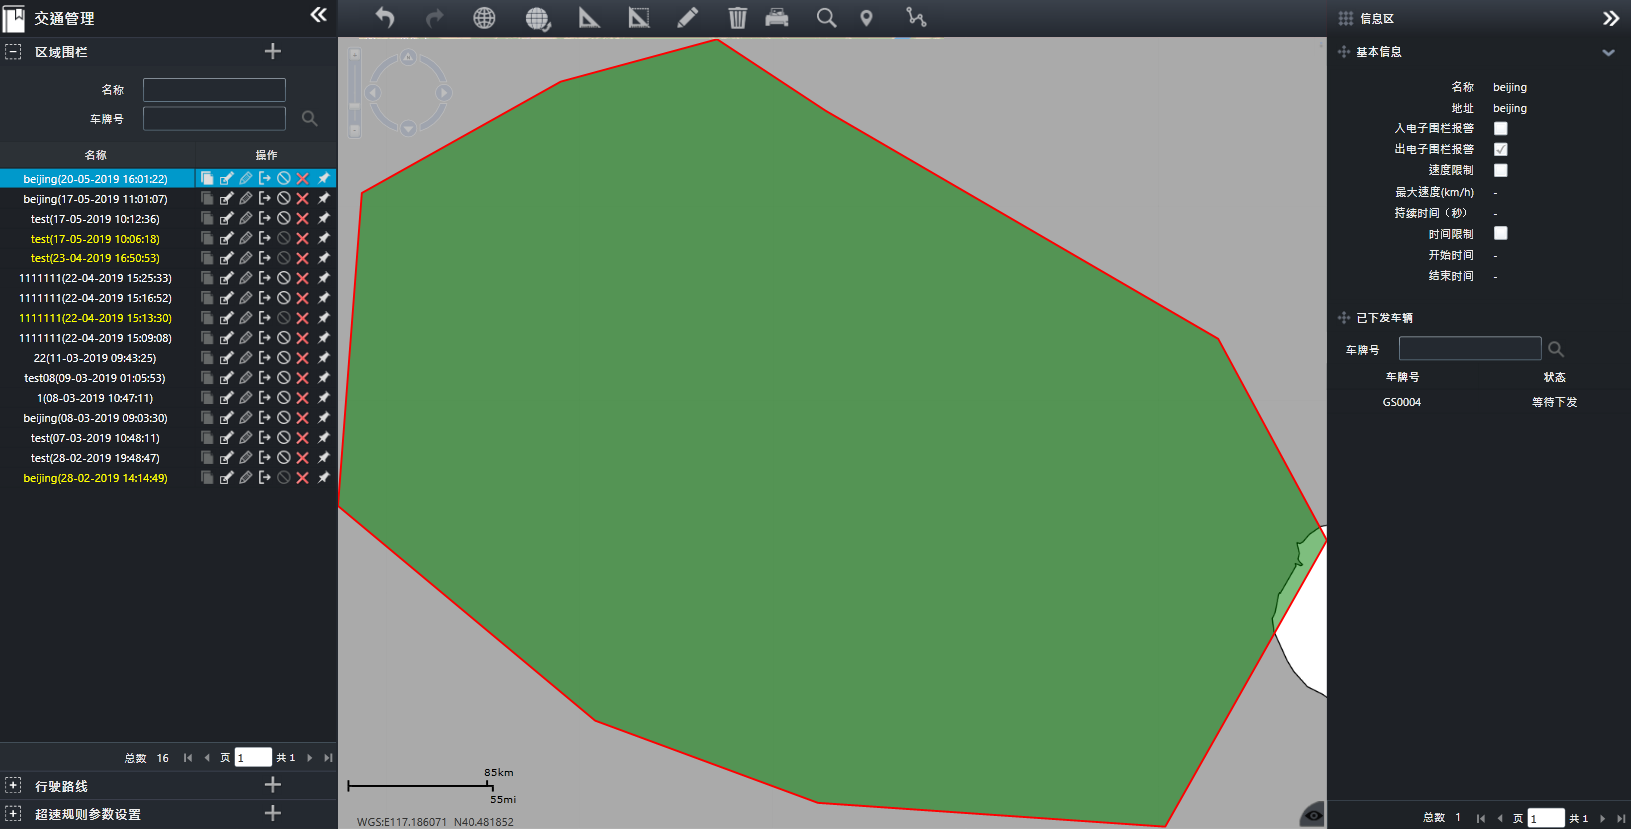 交通管理
区域围栏
名称
车牌号
名称 操作
beijing(20-05-2019 16:01:22)
beijing(17-05-2019 11:01:07)
test(17-05-2019 10:12:36)
test(17-05-2019 10:06:18)
test(23-04-2019 16:50:53)
1111111(22-04-2019 15:25:33)
1111111(22-04-2019 15:16:52)
1111111(22-04-2019 15:13:30)
1111111(22-04-2019 15:09:08)
22(11-03-2019 09:43:25)
test08(09-03-2019 01:05:53)
1(08-03-2019 10:47:11)
beijing(08-03-2019 09:03:30)
test(07-03-2019 10:48:11)
test(28-02-2019 19:48:47)
beijing(28-02-2019 14:14:49)
总数 16 页 1 共 1
行驶路线
超速规则参数设置
N
85km
55mi
WGS:E117.186071 N40.481852
信息区
基本信息
名称 beijing
地址 beijing
入电子围栏报警
出电子围栏报警
速度限制
最大速度(km/h) -
持续时间（秒） -
时间限制
开始时间 -
结束时间 -
已下发车辆
车牌号
车牌号 状态
GS0004 等待下发
总数 1 页 1 共 1